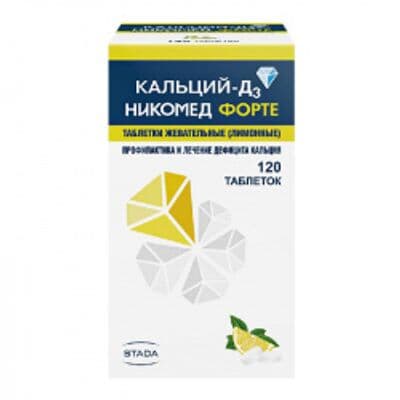 КАЛЬЦИЙ-Д3
НИКОМЕД ФОРТЕ
ТАБЛЕТКИ ЖЕВАТЕЛЬНЫЕ (ЛИМОННЫЕ)
ПРОФИЛАКТИКА И ЛЕЧЕНИЕ ДЕФИЦИТА КАЛЬЦИЯ
120
ТАБЛЕТОК
STADA